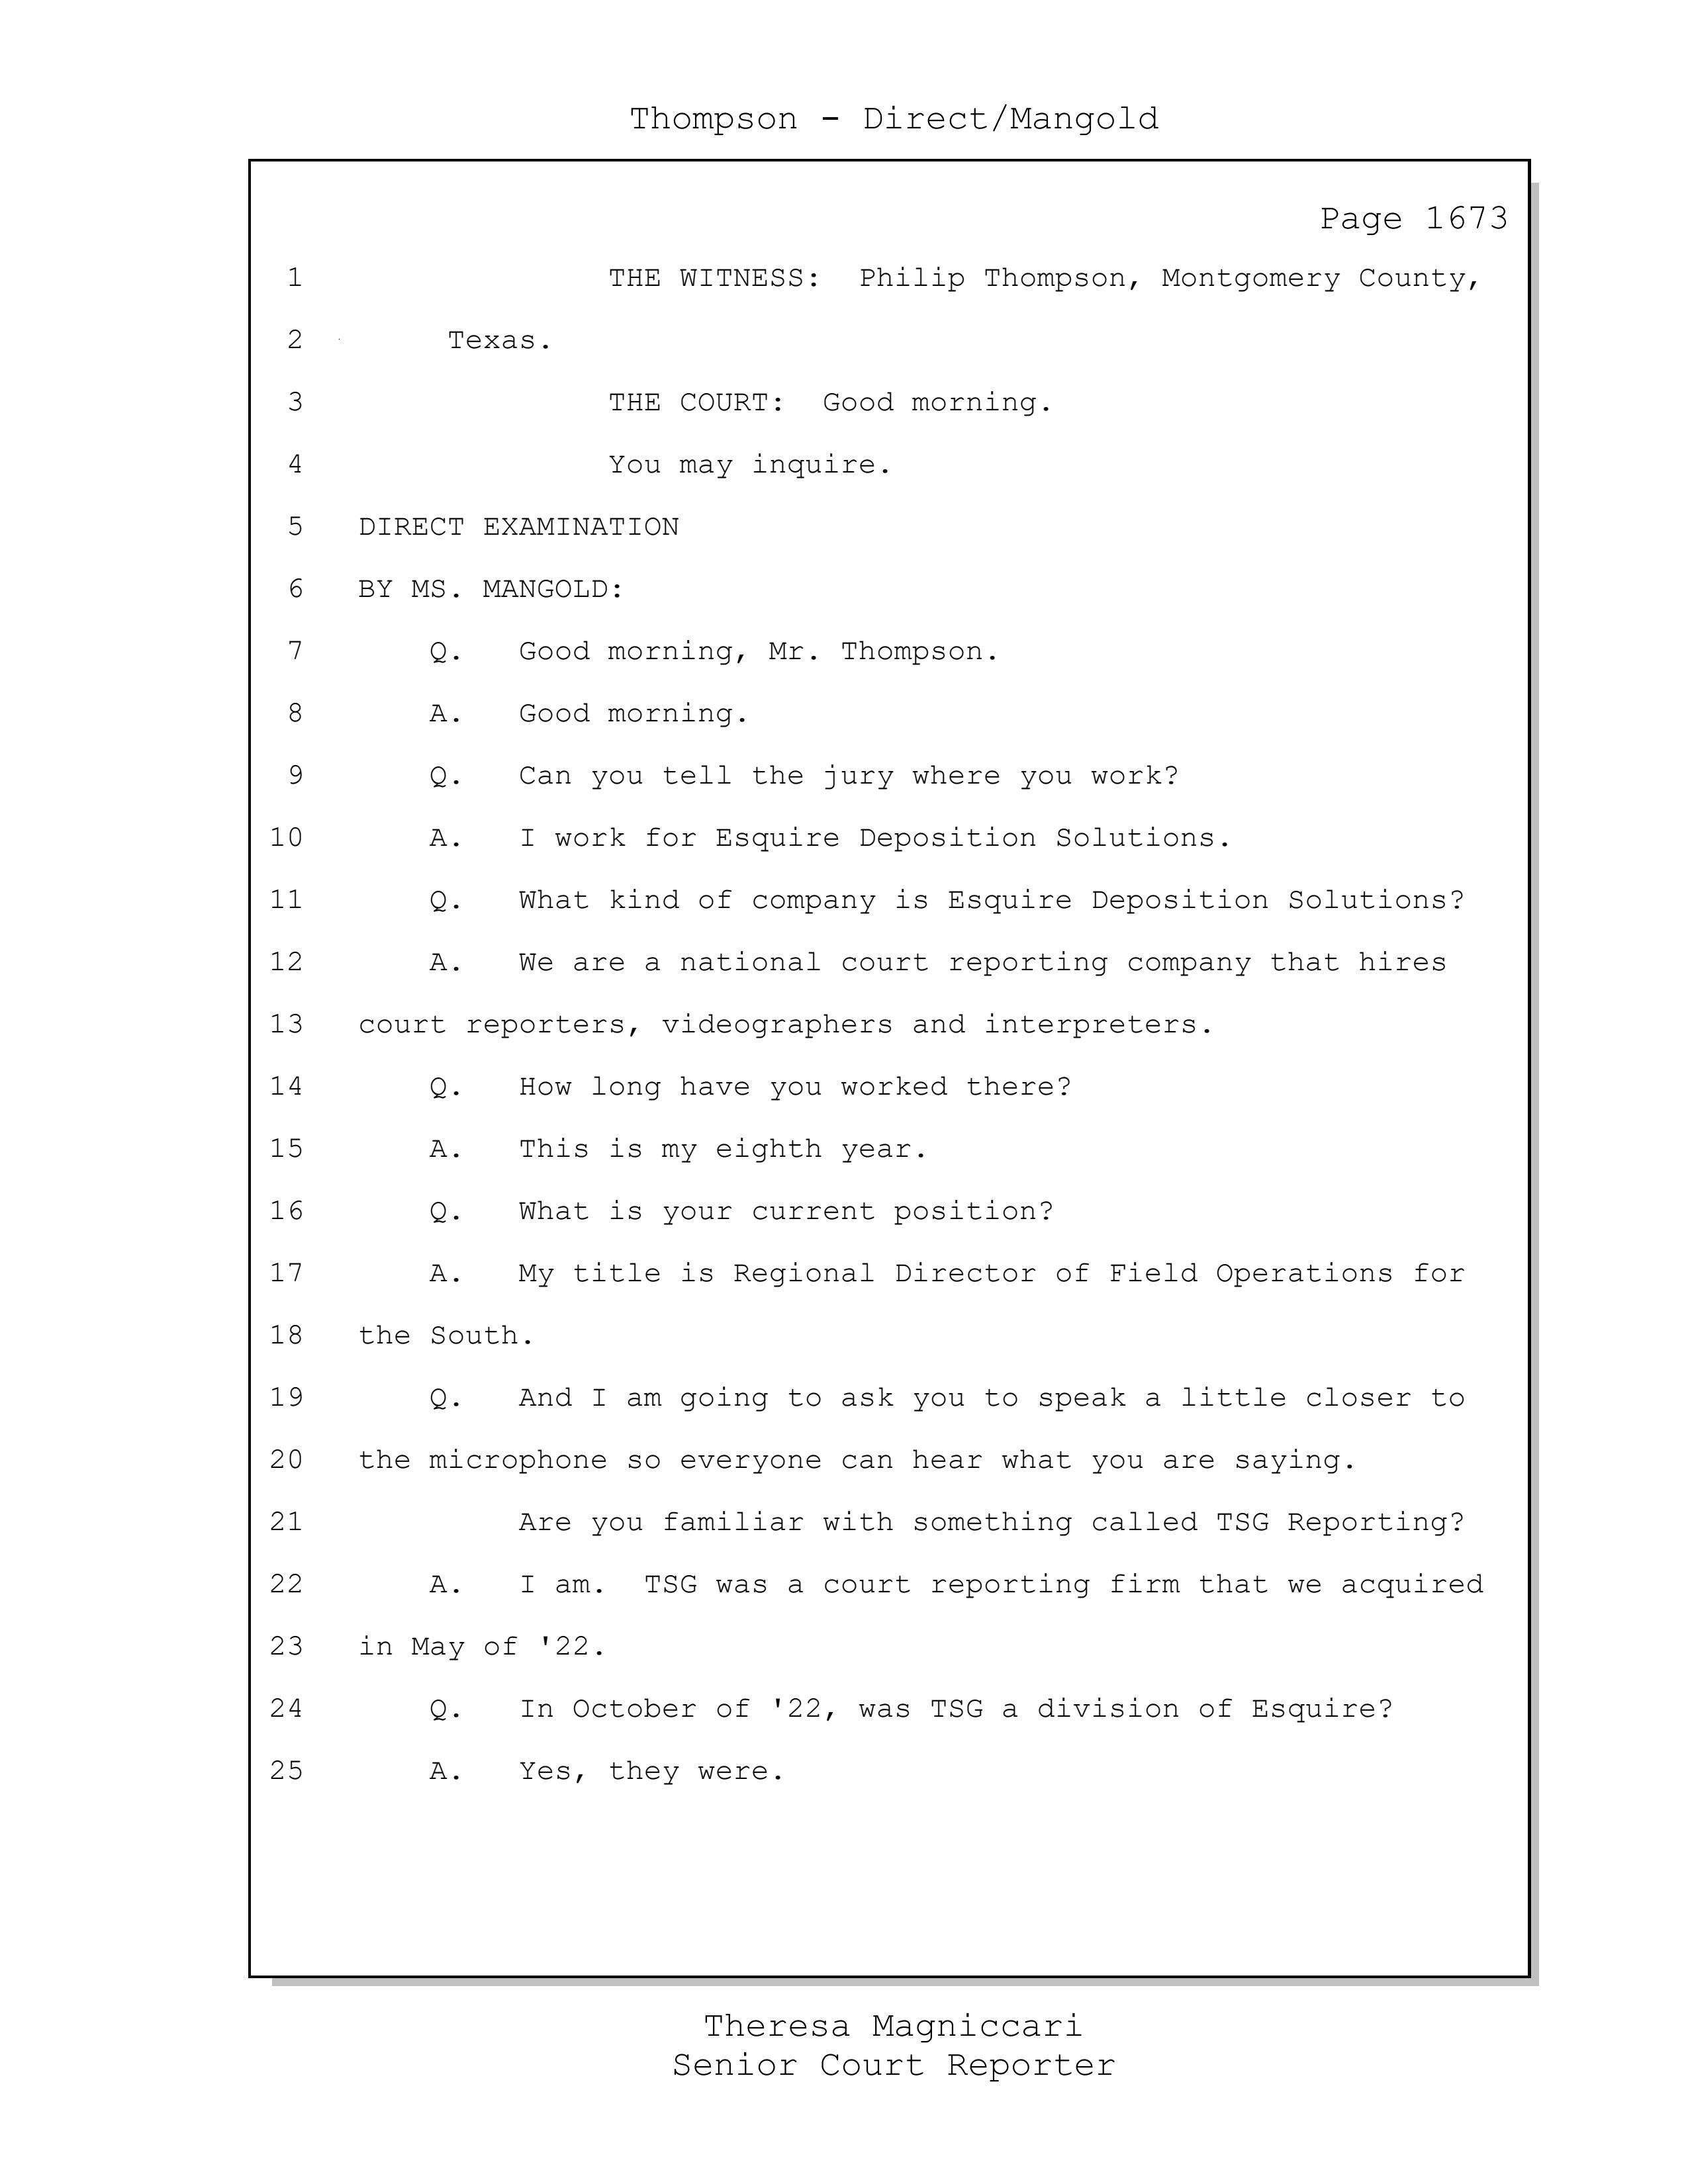 Thompson - Direct/Mangold
Page 1673
1 THE WITNESS: Philip Thompson, Montgomery County,
2 Texas.
3 THE COURT: Good morning.
4 You may inquire.
5 DIRECT EXAMINATION
6 BY MS. MANGOLD:
7 Q. Good morning, Mr. Thompson.
8 A. Good morning.
9 Q. Can you tell the jury where you work?
10 A. I work for Esquire Deposition Solutions.
11 Q. What kind of company is Esquire Deposition Solutions?
12 A. We are a national court reporting company that hires
13 court reporters, videographers and interpreters.
14 Q. How long have you worked there?
15 A. This is my eighth year.
16 Q. What is your current position?
17 A. My title is Regional Director of Field Operations for
18 the South.
19 Q. And I am going to ask you to speak a little closer to
20 the microphone so everyone can hear what you are saying.
21 Are you familiar with something called TSG Reporting?
22 A. I am. TSG was a court reporting firm that we acquired
23 in May of '22.
24 Q. In October of '22, was TSG a division of Esquire?
25 A. Yes, they were.
Theresa Magniccari
Senior Court Reporter